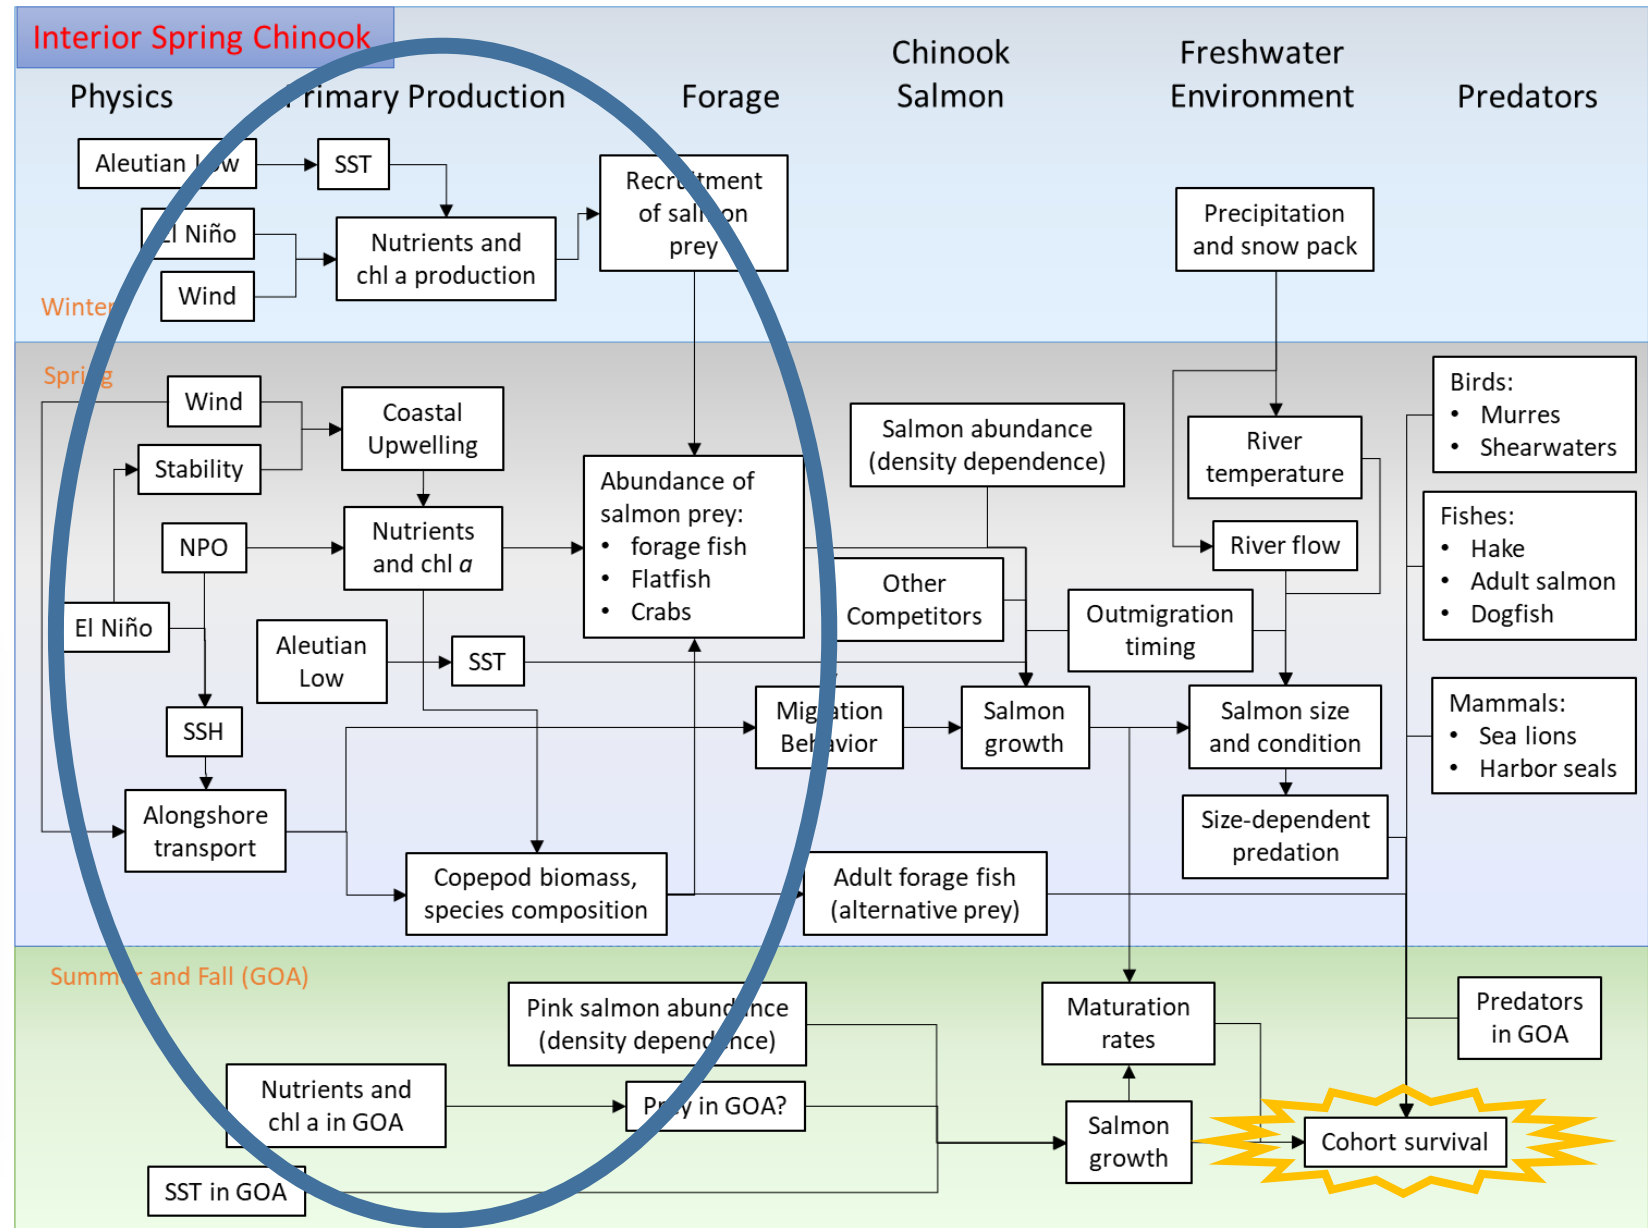 Interior Spring Chinook
Physics
Primary Production
Forage
Chinook
Salmon
Freshwater
Environment
Predators
Aleutian Low
SST
El Niño
Wind
Nutrients and
chl a production
Recruitment
of salmon
prey
Precipitation
and snow pack
Winter
Spring
Wind
Stability
NPO
El Niño
SSH
Alongshore
transport
Coastal
Upwelling
Nutrients
and chl a
Aleutian
Low
SST
Copepod biomass,
species composition
Abundance of
salmon prey:
• forage fish
• Flatfish
• Crabs
Salmon abundance
(density dependence)
Other
Competitors
Migration
Behavior
Salmon
growth
Adult forage fish
(alternative prey)
River
temperature
River flow
Outmigration
timing
Salmon size
and condition
Size-dependent
predation
Birds:
• Murres
• Shearwaters
Fishes:
• Hake
• Adult salmon
• Dogfish
Mammals:
• Sea lions
• Harbor seals
Summer and Fall (GOA)
Pink salmon abundance
(density dependence)
Nutrients and
chl a in GOA
Prey in GOA?
SST in GOA
Maturation
rates
Salmon
growth
Predators
in GOA
Cohort survival